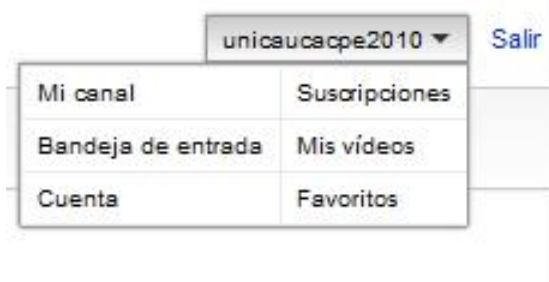 unicaucacpe2010 Salir
Mi canal Suscripciones
Bandeja de entrada Mis vídeos
Cuenta Favoritos